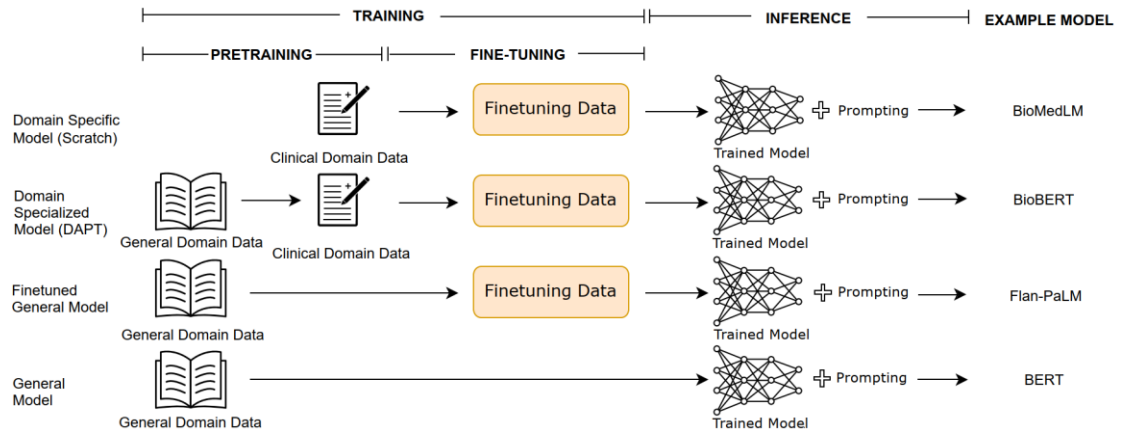 TRAINING
INFERENCE
EXAMPLE MODEL
PRETRAINING
FINE-TUNING
Domain Specific
Model (Scratch)
Clinical Domain Data
Finetuning Data
Trained Model
Prompting
BioMedLM
Domain
Specialized
Model (DAPT)
General Domain Data
Clinical Domain Data
Finetuning Data
Trained Model
Prompting
BioBERT
Finetuned
General Model
General Domain Data
Finetuning Data
Trained Model
Prompting
Flan-PaLM
General
Model
General Domain Data
Trained Model
Prompting
BERT